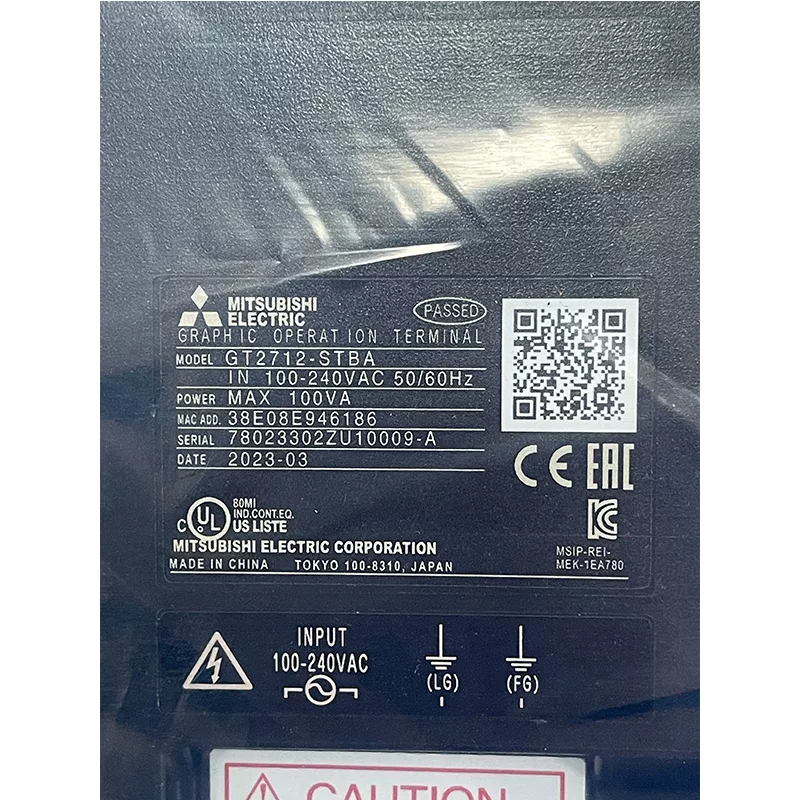 MITSUBISHI
ELECTRIC
PASSED
GRAPHIC OPERATION TERMINAL
MODEL GT2712-STBA
IN 100-240VAC 50/60Hz
POWER MAX 100VA
MAC ADD. 38E08E946186
SERIAL 78023302ZU10009-A
DATE 2023-03
CE EAC
80MI
IND.CONT.EQ.
C UL US LISTE
KC
MITSUBISHI ELECTRIC CORPORATION
MADE IN CHINA TOKYO 100-8310, JAPAN
MSIP-REI-
MEK-1EA780
INPUT
100-240VAC
(LG) (FG)
CAUTION